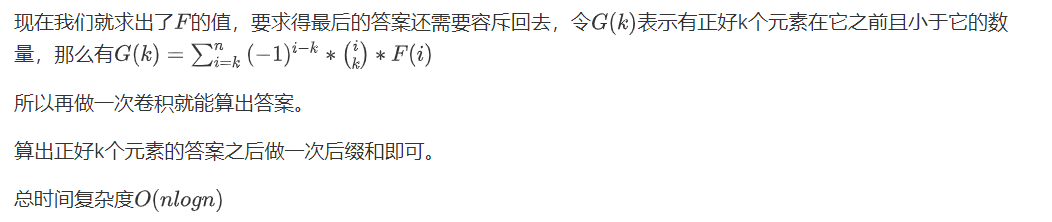 现在我们就求出了F的值，要求得最后的答案还需要容斥回去，令G(k)表示有正好k个元素在它之前且小于它的数
量，那么有G(k) = ∑_{i=k}^{n} (−1)^{i−k} * \binom{i}{k} * F(i)
所以再做一次卷积就能算出答案。
算出正好k个元素的答案之后做一次后缀和即可。
总时间复杂度O(nlogn)